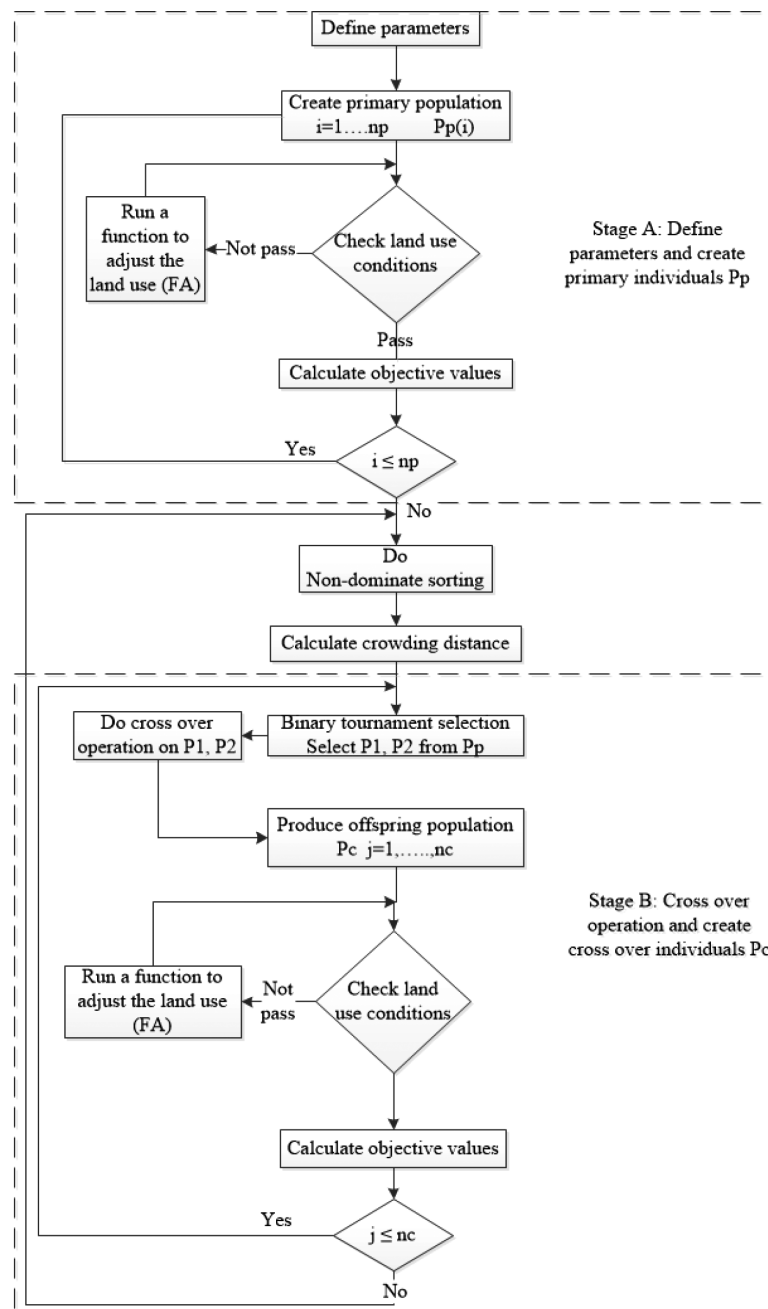 Define parameters
Create primary population
i=1….np Pp(i)
Run a
function to
adjust the
land use (FA)
Not pass
Check land use
conditions
Stage A: Define
parameters and create
primary individuals Pp
Pass
Calculate objective values
Yes
i ≤ np
No
Do
Non-dominate sorting
Calculate crowding distance
Do cross over
operation on P1, P2
Binary tournament selection
Select P1, P2 from Pp
Produce offspring population
Pc j=1,…..,nc
Stage B: Cross over
operation and create
cross over individuals Pc
Run a function to
adjust the land use
(FA)
Not
pass
Check land
use conditions
Calculate objective values
Yes
j ≤ nc
No